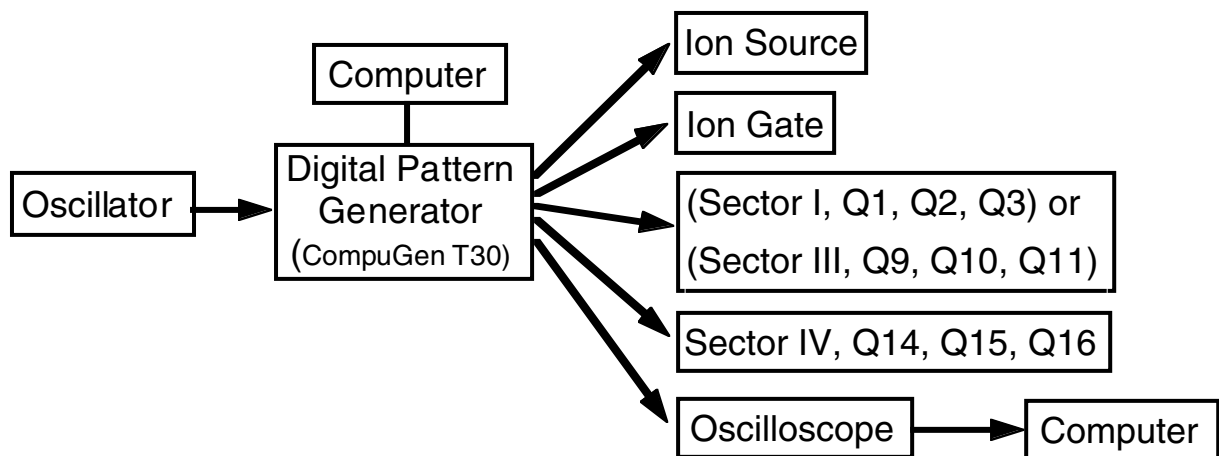 Ion Source
Computer
Ion Gate
Digital Pattern
Generator
(CompuGen T30)
Oscillator
(Sector I, Q1, Q2, Q3) or
(Sector III, Q9, Q10, Q11)
Sector IV, Q14, Q15, Q16
Oscilloscope
Computer